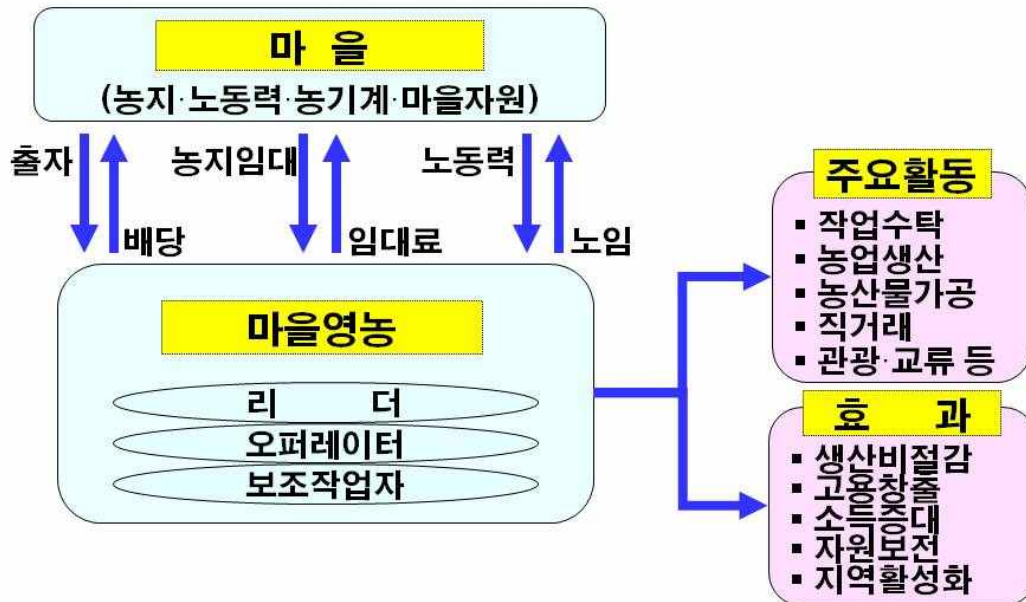 마 을
(농지·노동력·농기계·마을자원)
출자 농지임대 노동력
배당 임대료 노임
마을영농
리 더
오퍼레이터
보조작업자
주요활동
▪ 작업수탁
▪ 농업생산
▪ 농산물가공
▪ 직거래
▪ 관광·교류 등
효 과
▪ 생산비절감
▪ 고용창출
▪ 소득증대
▪ 자원보전
▪ 지역활성화